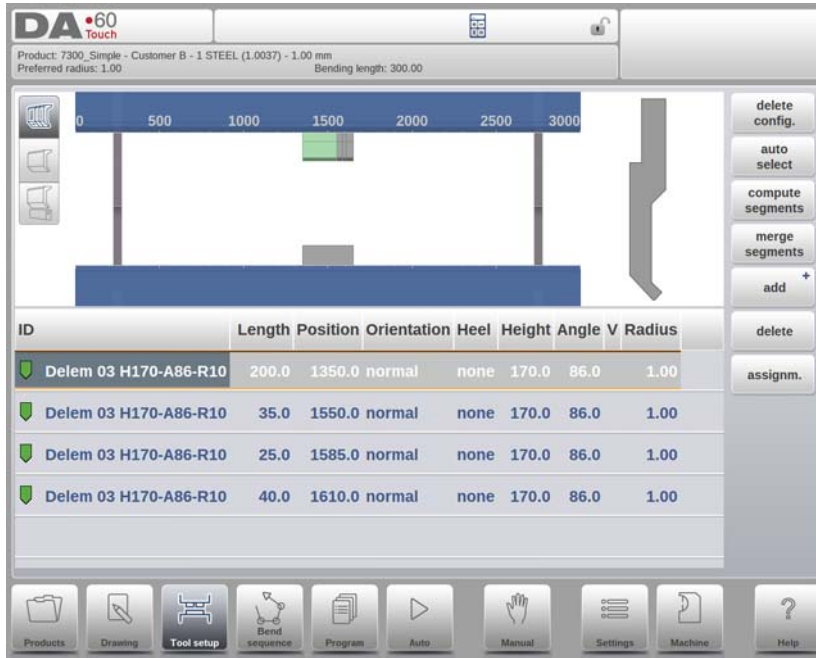 DA•60
Touch
Product: 7300_Simple - Customer B - 1 STEEL (1.0037) - 1.00 mm
Preferred radius: 1.00 Bending length: 300.00
0 500 1000 1500 2000 2500 3000
delete
config.
auto
select
compute
segments
merge
segments
add +
delete
assignm.
ID Length Position Orientation Heel Height Angle V Radius
Delem 03 H170-A86-R10 200.0 1350.0 normal none 170.0 86.0 1.00
Delem 03 H170-A86-R10 35.0 1550.0 normal none 170.0 86.0 1.00
Delem 03 H170-A86-R10 25.0 1585.0 normal none 170.0 86.0 1.00
Delem 03 H170-A86-R10 40.0 1610.0 normal none 170.0 86.0 1.00
Products Drawing Tool setup Bend sequence Program Auto Manual Settings Machine ? Help